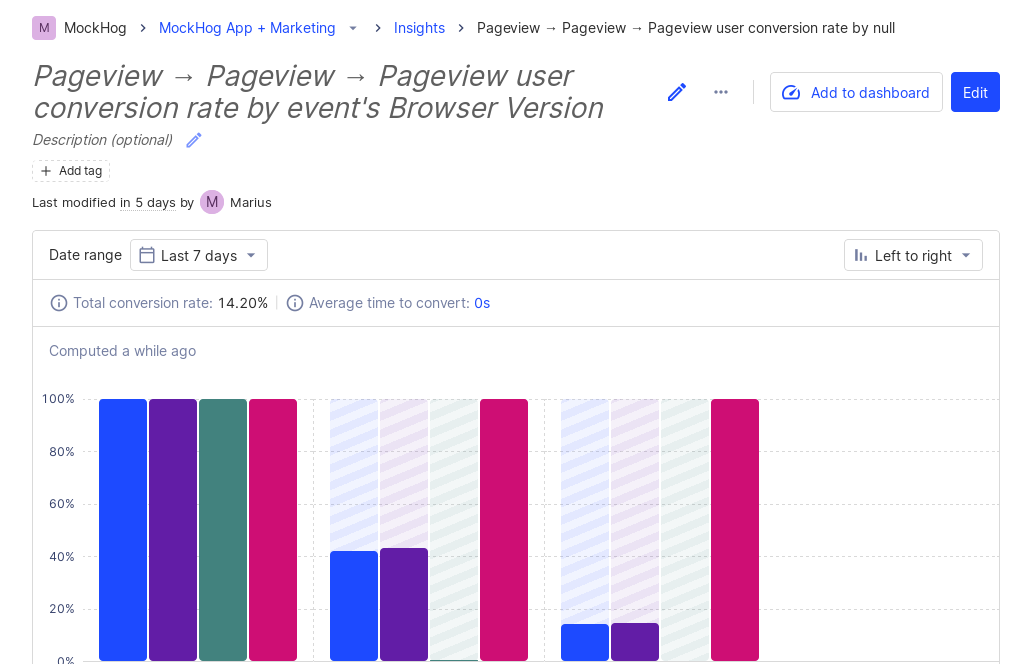 M MockHog > MockHog App + Marketing > Insights > Pageview → Pageview → Pageview user conversion rate by null
Pageview → Pageview → Pageview user
conversion rate by event's Browser Version
Add to dashboard
Edit
Description (optional)
+ Add tag
Last modified in 5 days by M Marius
Date range Last 7 days Left to right
Total conversion rate: 14.20% Average time to convert: 0s
Computed a while ago
100%
80%
60%
40%
20%
0%